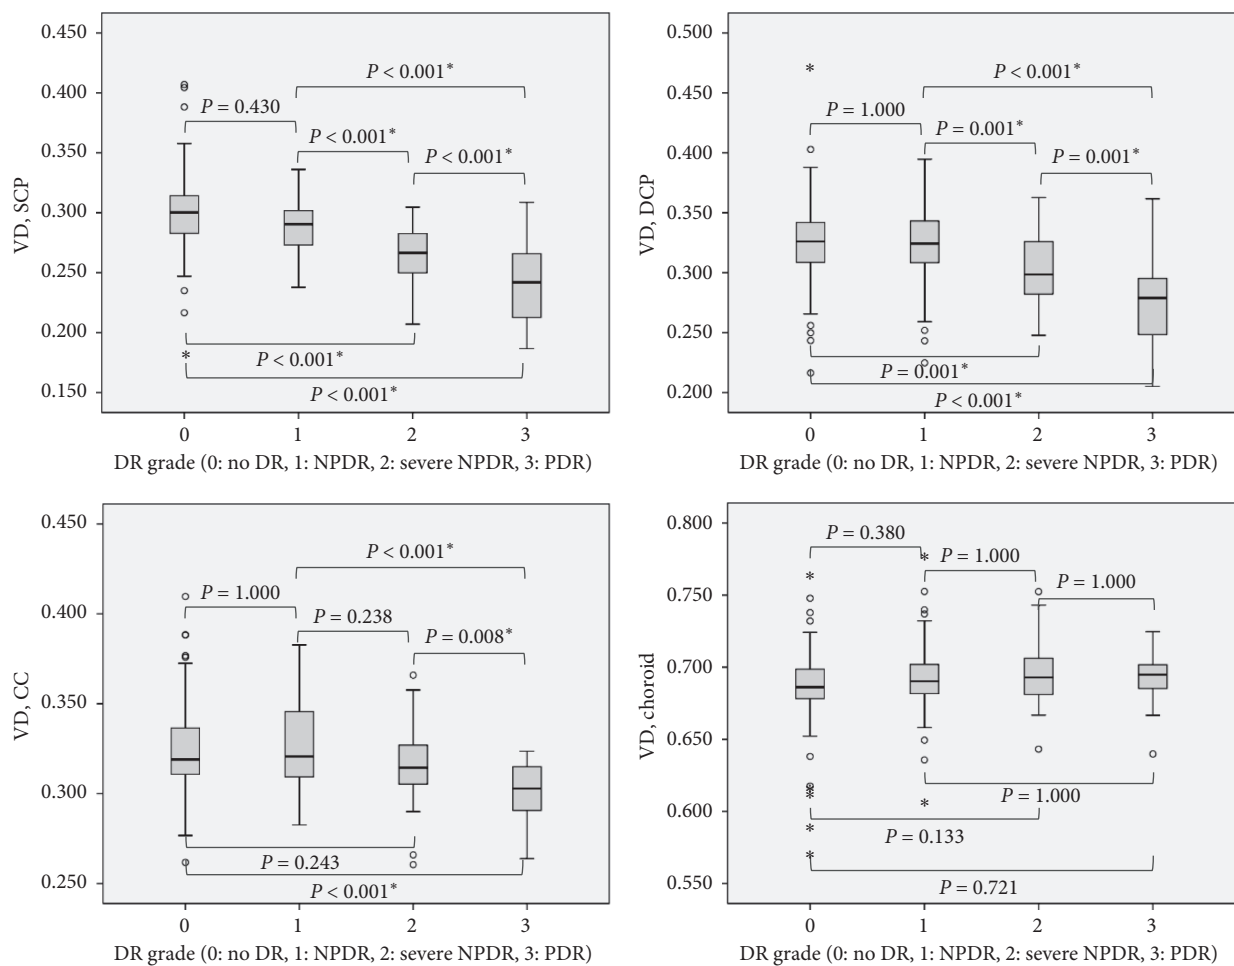 VD, SCP
0.450
0.400
0.350
0.300
0.250
0.200
0.150
P < 0.001*
P = 0.430
P < 0.001*
P < 0.001*
*
P < 0.001*
P < 0.001*
0 1 2 3
DR grade (0: no DR, 1: NPDR, 2: severe NPDR, 3: PDR)
VD, DCP
0.500
0.450
0.400
0.350
0.300
0.250
0.200
*
P < 0.001*
P = 1.000
P = 0.001*
P = 0.001*
P = 0.001*
P < 0.001*
0 1 2 3
DR grade (0: no DR, 1: NPDR, 2: severe NPDR, 3: PDR)
VD, CC
0.450
0.400
0.350
0.300
0.250
P < 0.001*
P = 1.000
P = 0.238
P = 0.008*
P = 0.243
P < 0.001*
0 1 2 3
DR grade (0: no DR, 1: NPDR, 2: severe NPDR, 3: PDR)
VD, choroid
0.800
0.750
0.700
0.650
0.600
0.550
P = 0.380
P = 1.000
P = 1.000
P = 1.000
P = 0.133
P = 0.721
0 1 2 3
DR grade (0: no DR, 1: NPDR, 2: severe NPDR, 3: PDR)